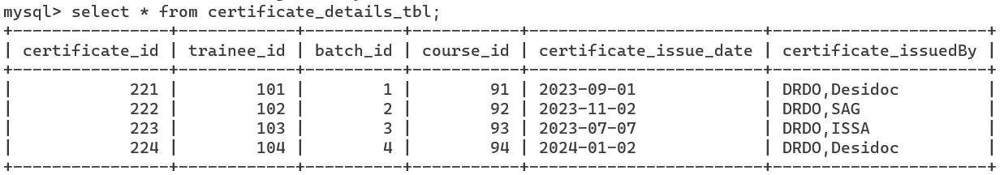 mysql> select * from certificate_details_tbl;
+----------------+------------+----------+-----------+------------------------+----------------------+
| certificate_id | trainee_id | batch_id | course_id | certificate_issue_date | certificate_issuedBy |
+----------------+------------+----------+-----------+------------------------+----------------------+
|            221 |        101 |        1 |        91 | 2023-09-01             | DRDO,Desidoc         |
|            222 |        102 |        2 |        92 | 2023-11-02             | DRDO,SAG             |
|            223 |        103 |        3 |        93 | 2023-07-07             | DRDO,ISSA            |
|            224 |        104 |        4 |        94 | 2024-01-02             | DRDO,Desidoc         |
+----------------+------------+----------+-----------+------------------------+----------------------+